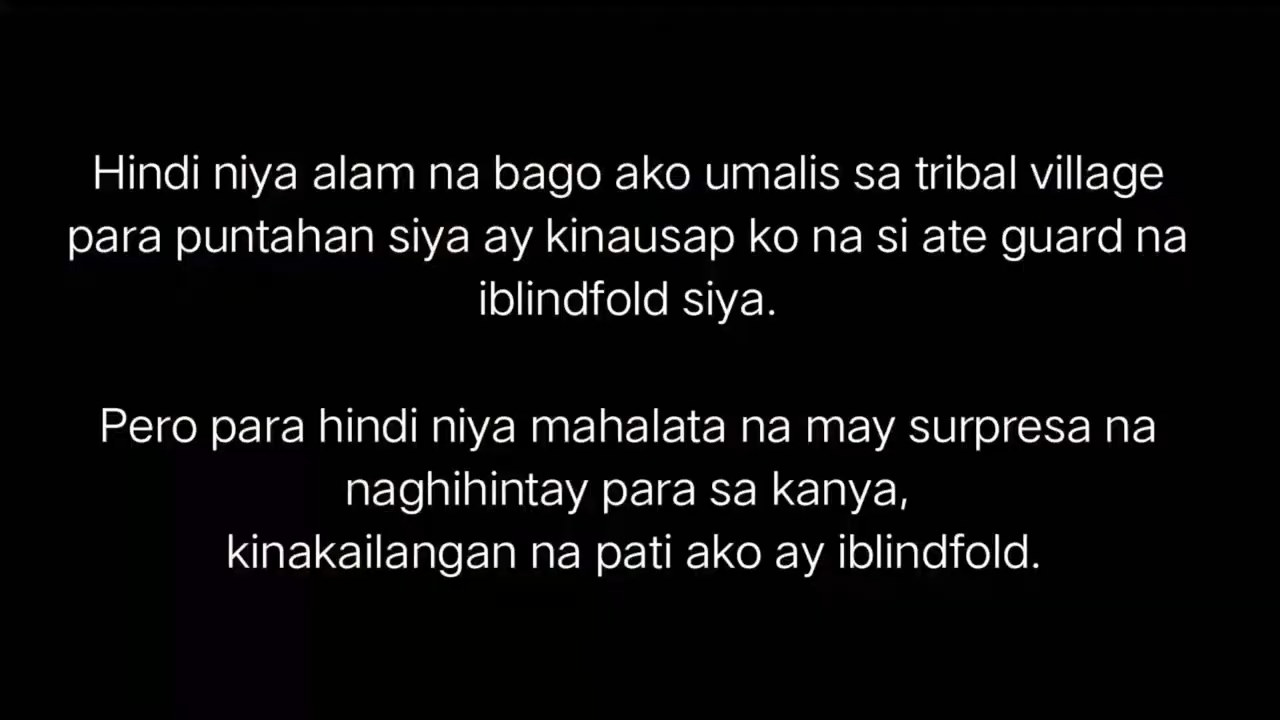 Hindi niya alam na bago ako umalis sa tribal village
para puntahan siya ay kinausap ko na si ate guard na
iblindfold siya.
Pero para hindi niya mahalata na may surpresa na
naghihintay para sa kanya,
kinakailangan na pati ako ay iblindfold.